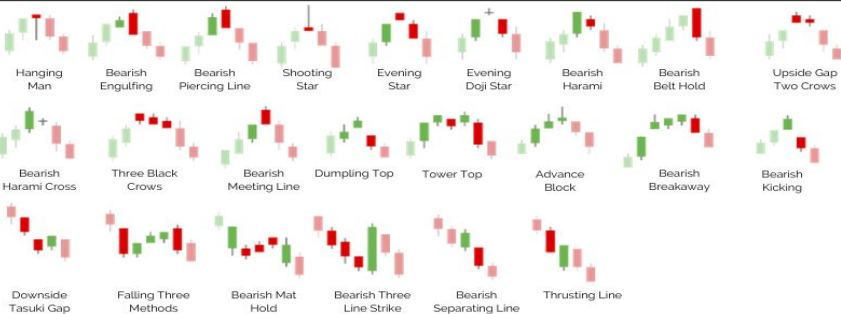 Hanging
Man
Bearish
Engulfing
Bearish
Piercing Line
Shooting
Star
Evening
Star
Evening
Doji Star
Bearish
Harami
Bearish
Belt Hold
Upside Gap
Two Crows
Bearish
Harami Cross
Three Black
Crows
Bearish
Meeting Line
Dumpling Top
Tower Top
Advance
Block
Bearish
Breakaway
Bearish
Kicking
Downside
Tasuki Gap
Falling Three
Methods
Bearish Mat
Hold
Bearish Three
Line Strike
Bearish
Separating Line
Thrusting Line